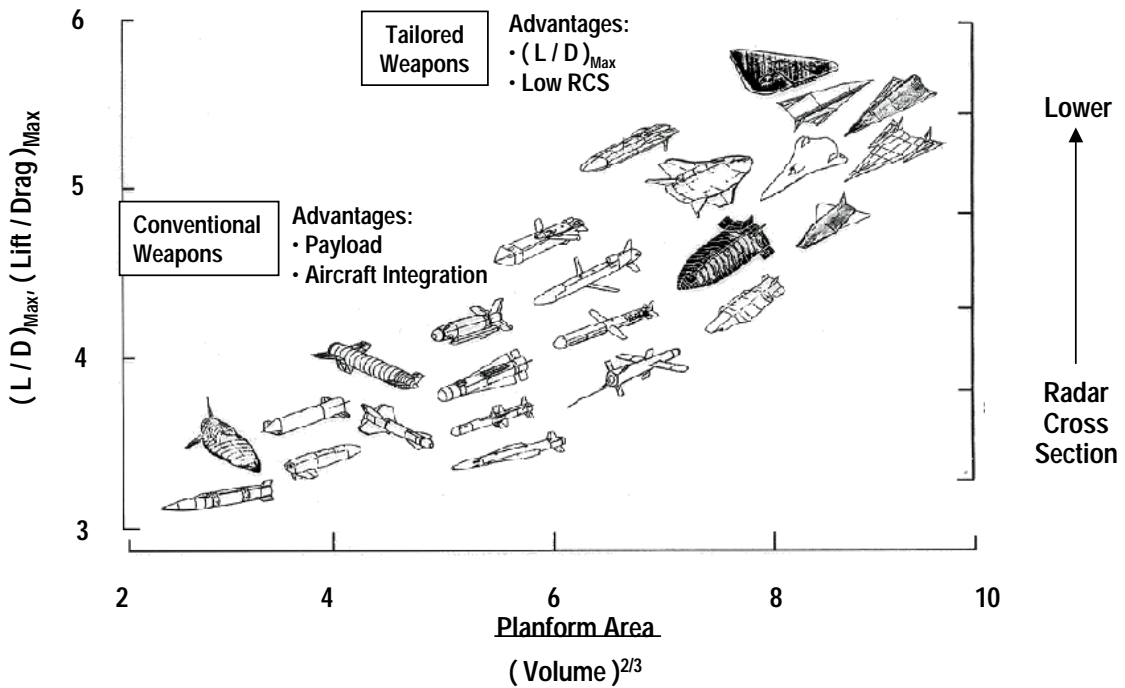 6
Tailored
Weapons
Advantages:
• ( L / D )Max
• Low RCS
Lower
5
Conventional
Weapons
Advantages:
• Payload
• Aircraft Integration
( L / D )Max, ( Lift / Drag )Max
4
Radar
Cross
Section
3
2
4
6
8
10
Planform Area
( Volume )2/3